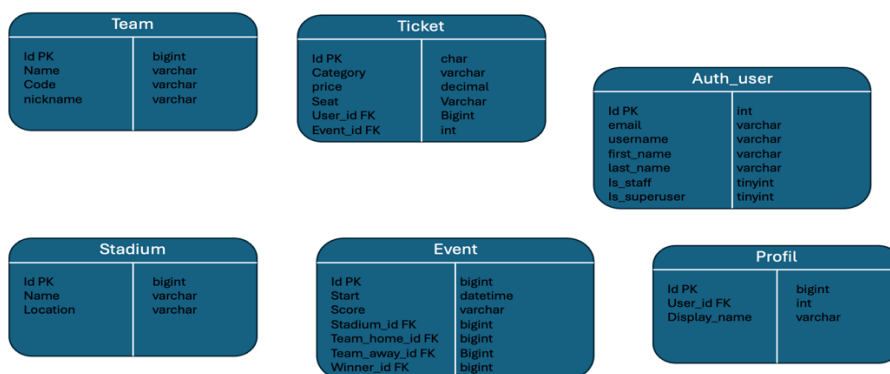 Team
Id PK bigint
Name varchar
Code varchar
nickname varchar
Ticket
Id PK char
Category varchar
price decimal
Seat Varchar
User_id FK Bigint
Event_id FK int
Auth_user
Id PK int
email varchar
username varchar
first_name varchar
last_name varchar
Is_staff tinyint
Is_superuser tinyint
Stadium
Id PK bigint
Name varchar
Location varchar
Event
Id PK bigint
Start datetime
Score varchar
Stadium_id FK bigint
Team_home_id FK bigint
Team_away_id FK Bigint
Winner_id FK bigint
Profil
Id PK bigint
User_id FK int
Display_name varchar